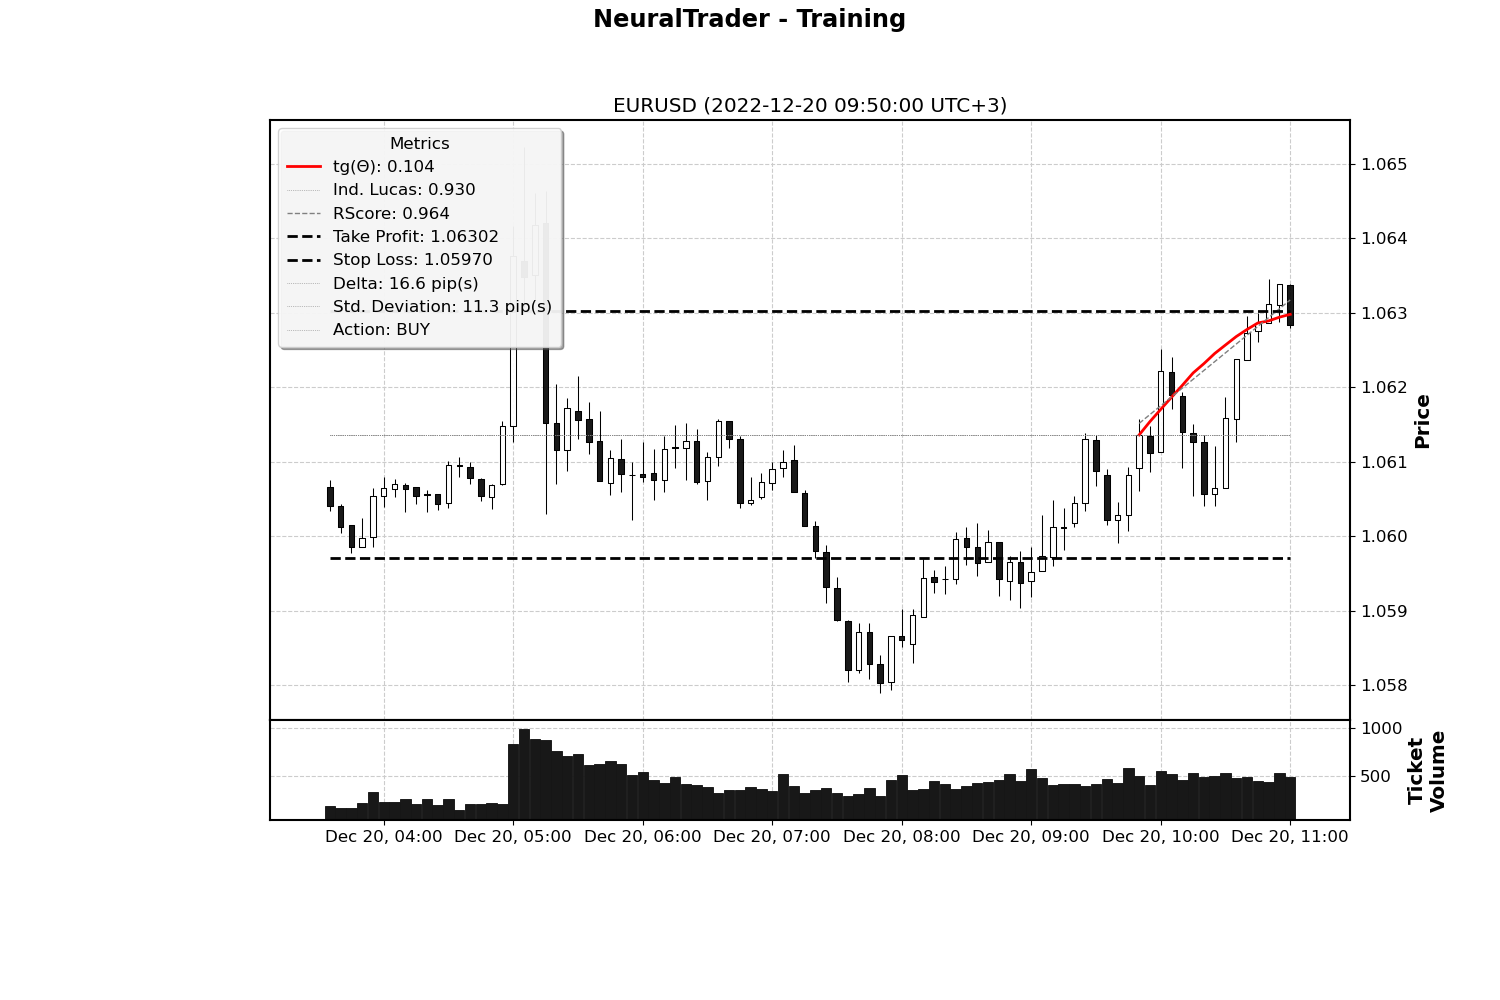 NeuralTrader - Training
EURUSD (2022-12-20 09:50:00 UTC+3)
Metrics
tg(Θ): 0.104
Ind. Lucas: 0.930
RScore: 0.964
Take Profit: 1.06302
Stop Loss: 1.05970
Delta: 16.6 pip(s)
Std. Deviation: 11.3 pip(s)
Action: BUY
1.065
1.064
1.063
1.062
1.061
1.060
1.059
1.058
Price
1000
500
Ticket
Volume
Dec 20, 04:00
Dec 20, 05:00
Dec 20, 06:00
Dec 20, 07:00
Dec 20, 08:00
Dec 20, 09:00
Dec 20, 10:00
Dec 20, 11:00